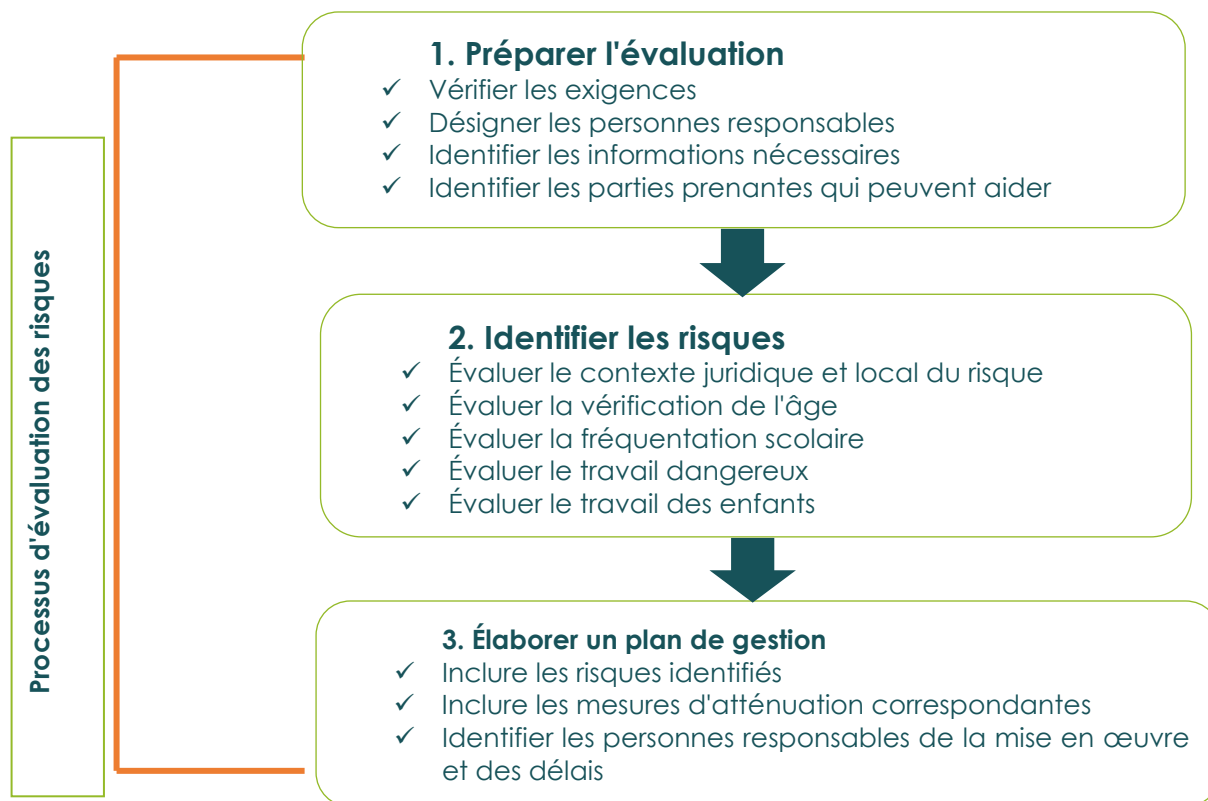 Processus d'évaluation des risques
1. Préparer l'évaluation
✓ Vérifier les exigences
✓ Désigner les personnes responsables
✓ Identifier les informations nécessaires
✓ Identifier les parties prenantes qui peuvent aider
2. Identifier les risques
✓ Évaluer le contexte juridique et local du risque
✓ Évaluer la vérification de l'âge
✓ Évaluer la fréquentation scolaire
✓ Évaluer le travail dangereux
✓ Évaluer le travail des enfants
3. Élaborer un plan de gestion
✓ Inclure les risques identifiés
✓ Inclure les mesures d'atténuation correspondantes
✓ Identifier les personnes responsables de la mise en œuvre
et des délais